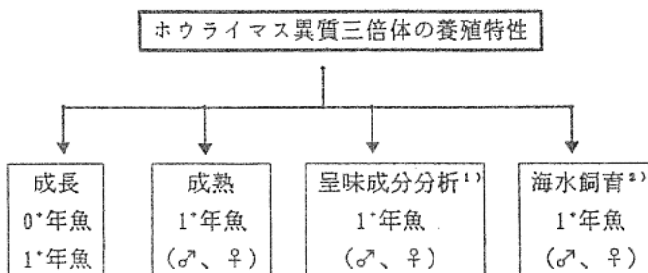 ホウライマス異質三倍体の養殖特性
成長
0⁺年魚
1⁺年魚
成熟
1⁺年魚
(♂、♀)
呈味成分分析¹⁾
1⁺年魚
(♂、♀)
海水飼育²⁾
1⁺年魚
(♂、♀)